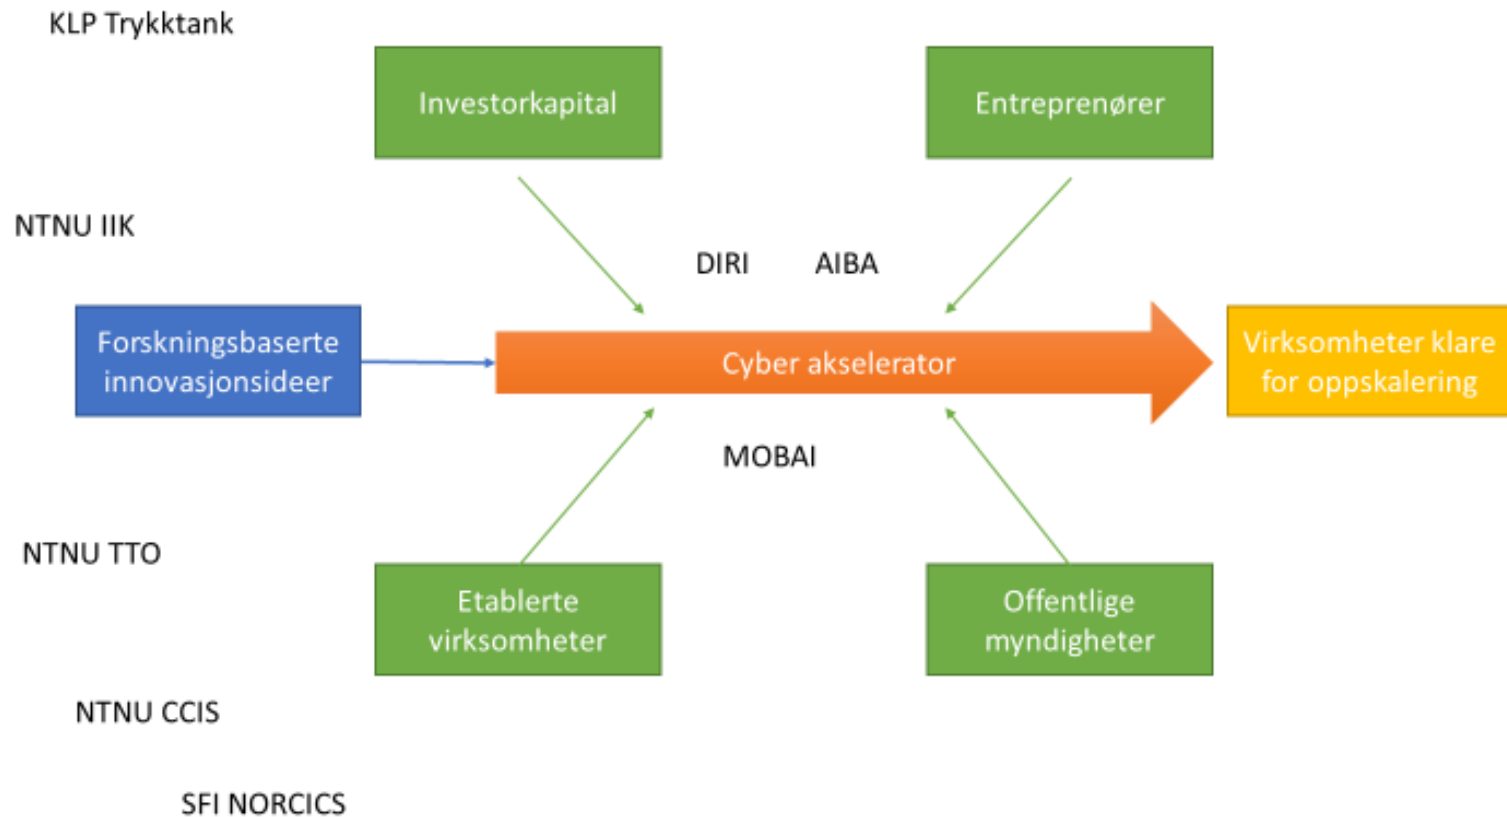 KLP Trykktank
Investorkapital
Entreprenører
NTNU IIK
DIRI
AIBA
Forskningsbaserte
innovasjonsideer
Cyber akselerator
Virksomheter klare
for oppskalering
MOBAI
NTNU TTO
Etablerte
virksomheter
Offentlige
myndigheter
NTNU CCIS
SFI NORCICS